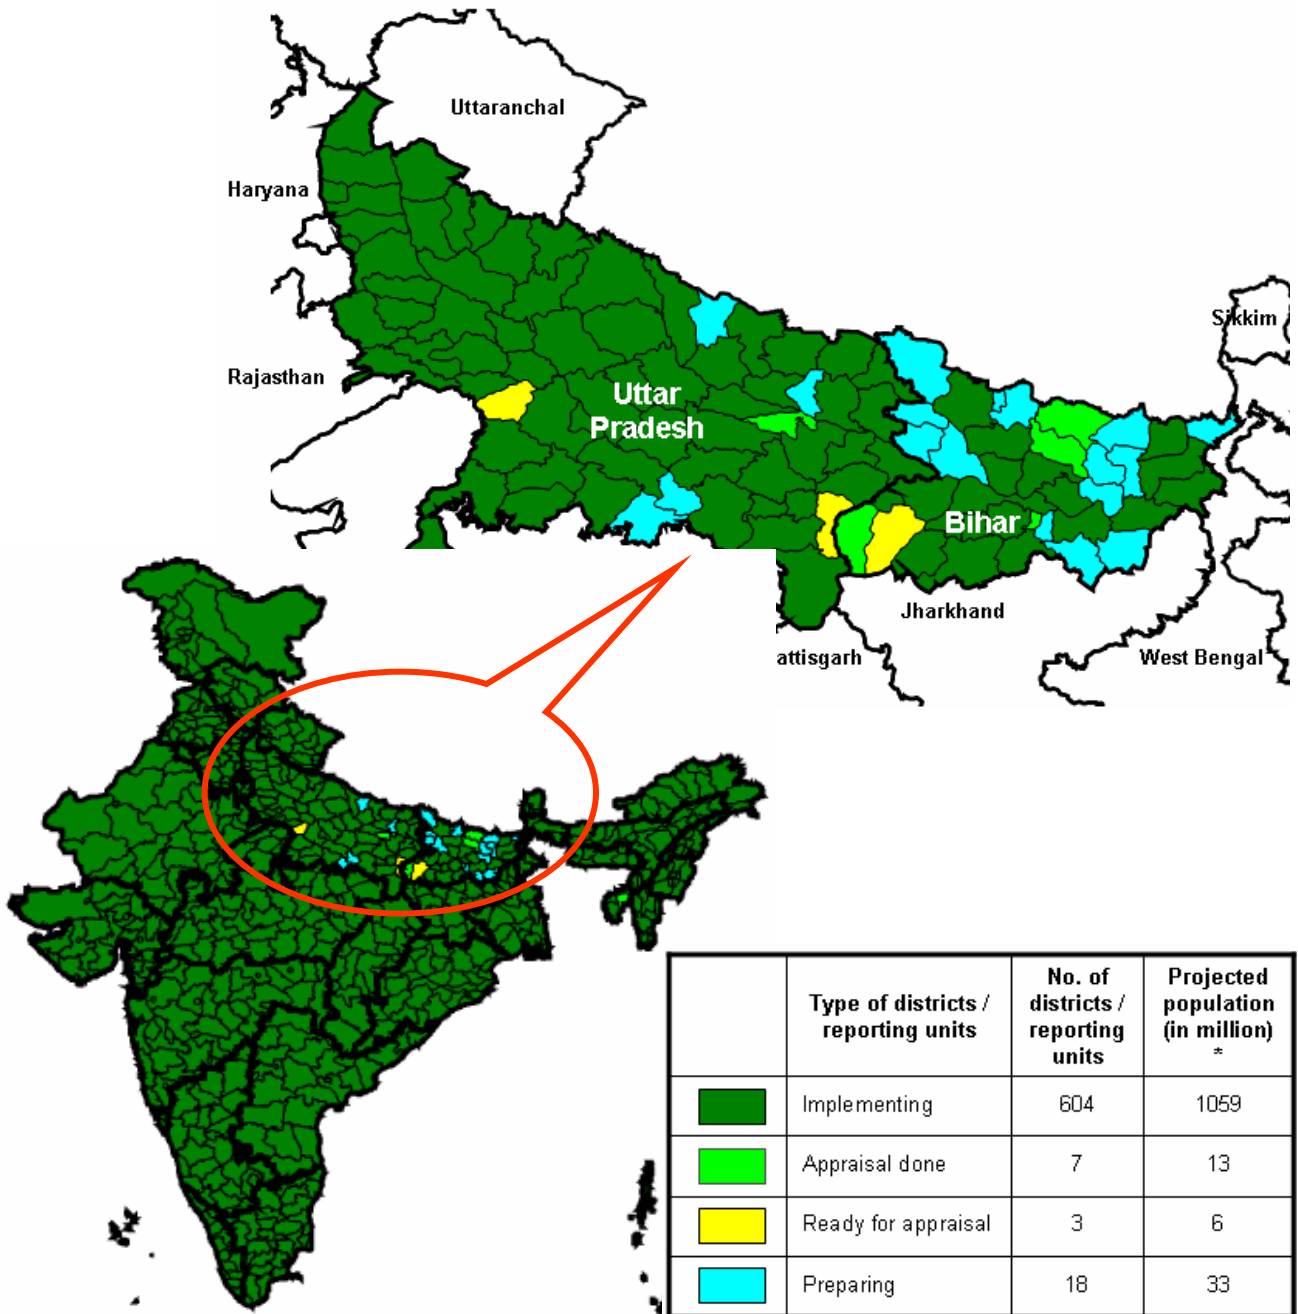 Uttaranchal
Haryana
Sikkim
Rajasthan
Uttar
Pradesh
Bihar
Jharkhand
attisgarh
West Bengal
Type of districts /
reporting units
No. of
districts /
reporting
units
Projected
population
(in million)
*
Implementing 604 1059
Appraisal done 7 13
Ready for appraisal 3 6
Preparing 18 33